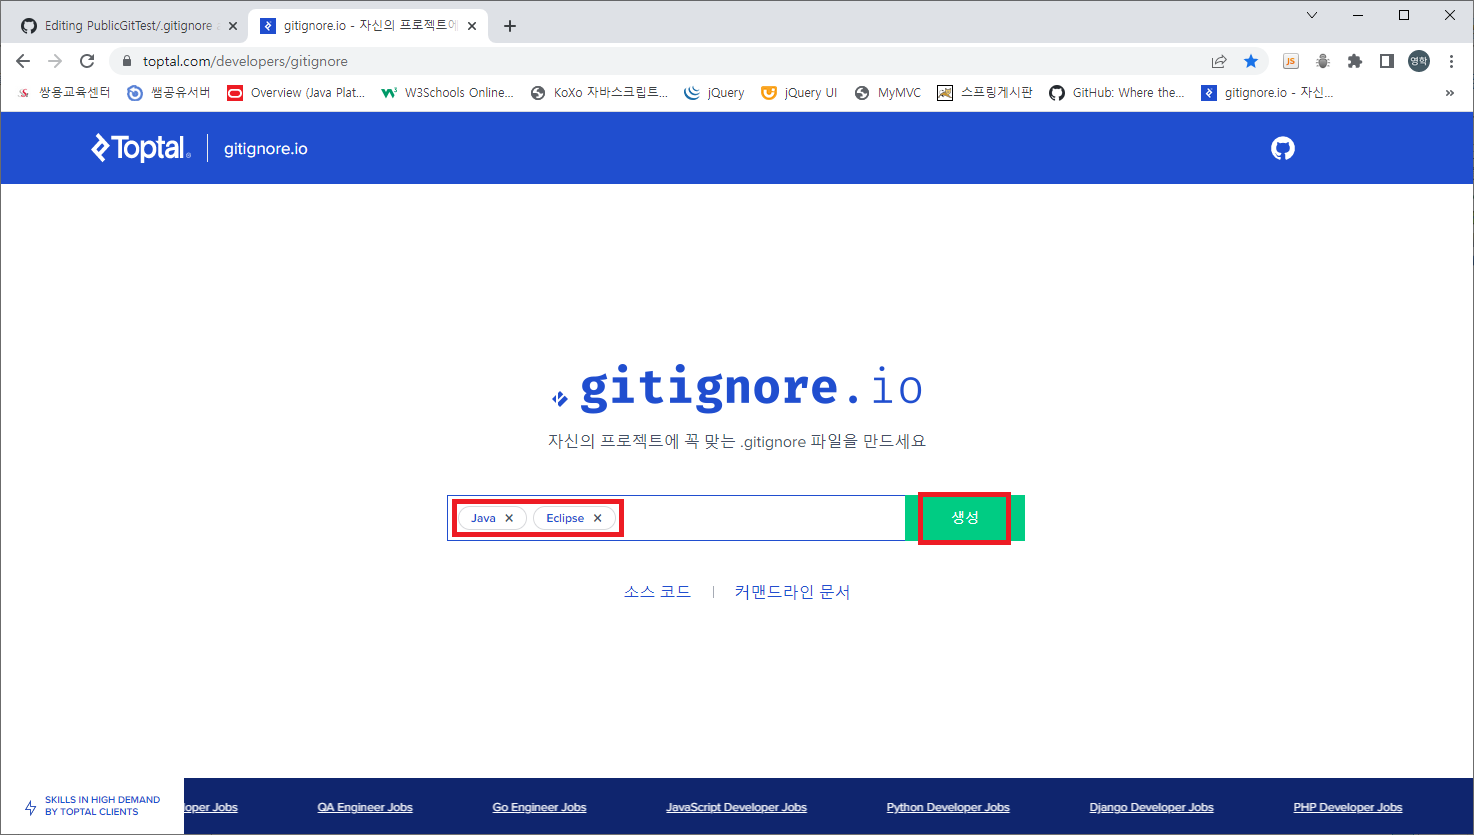 Editing PublicGitTest/.gitignore
gitignore.io - 자신의 프로젝트에
toptal.com/developers/gitignore
JS
영학
쌍용교육센터
쌤공유서버
Overview (Java Plat...
W3Schools Online...
KoXo 자바스크립트...
jQuery
jQuery UI
MyMVC
스프링게시판
GitHub: Where the...
gitignore.io - 자신...
Toptal
gitignore.io
.gitignore.io
자신의 프로젝트에 꼭 맞는 .gitignore 파일을 만드세요
Java
Eclipse
생성
소스 코드
커맨드라인 문서
SKILLS IN HIGH DEMAND
BY TOPTAL CLIENTS
loper Jobs
QA Engineer Jobs
Go Engineer Jobs
JavaScript Developer Jobs
Python Developer Jobs
Django Developer Jobs
PHP Developer Jobs